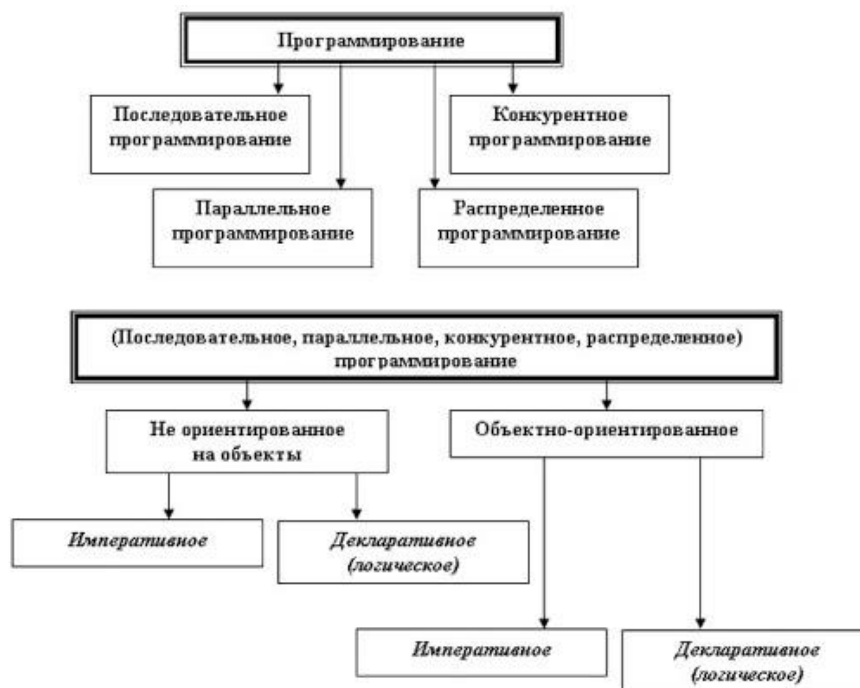 Программирование
Последовательное
программирование
Конкурентное
программирование
Параллельное
программирование
Распределенное
программирование
(Последовательное, параллельное, конкурентное, распределенное)
программирование
Не ориентированное
на объекты
Объектно-ориентированное
Императивное
Декларативное
(логическое)
Императивное
Декларативное
(логическое)